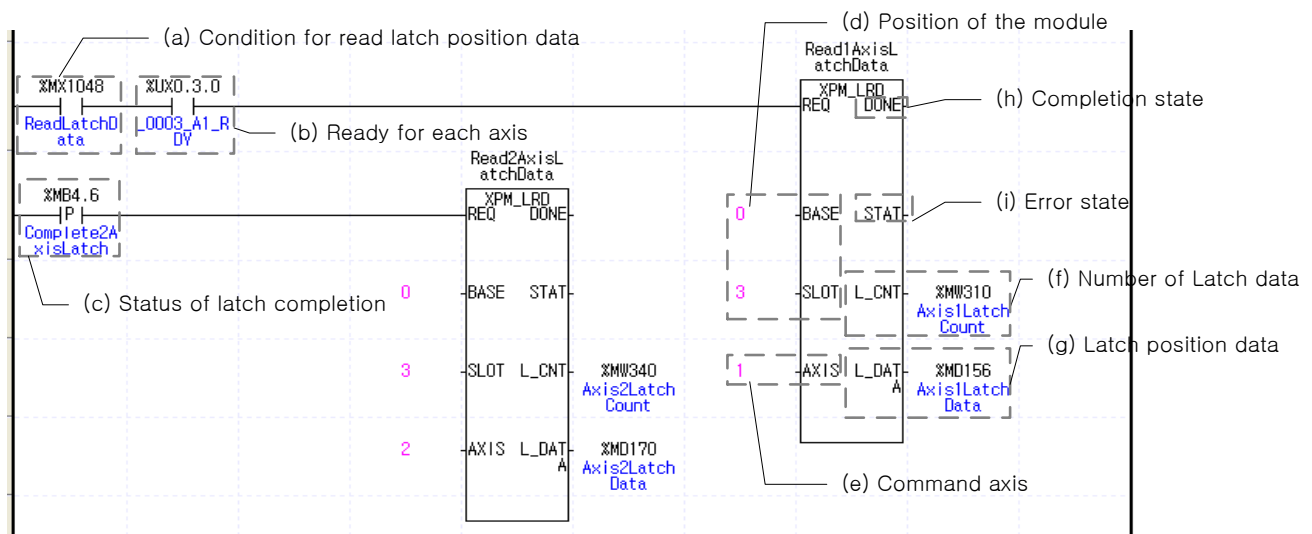 (a) Condition for read latch position data
(d) Position of the module
Read1AxisL
atchData
%MX1048
%UX0.3.0
XPM_LRD
REQ DONE
(h) Completion state
ReadLatchD
ata
_0003_A1_R
DY
(b) Ready for each axis
Read2AxisL
atchData
%MB4.6
P
XPM_LRD
REQ DONE
0
BASE STAT
(i) Error state
Complete2A
xisLatch
(c) Status of latch completion
0
BASE STAT
3
SLOT L_CNT
%MW310
Axis1Latch
Count
(f) Number of Latch data
(g) Latch position data
3
SLOT L_CNT
%MW340
Axis2Latch
Count
1
AXIS L_DAT
A
%MD156
Axis1Latch
Data
2
AXIS L_DAT
A
%MD170
Axis2Latch
Data
(e) Command axis